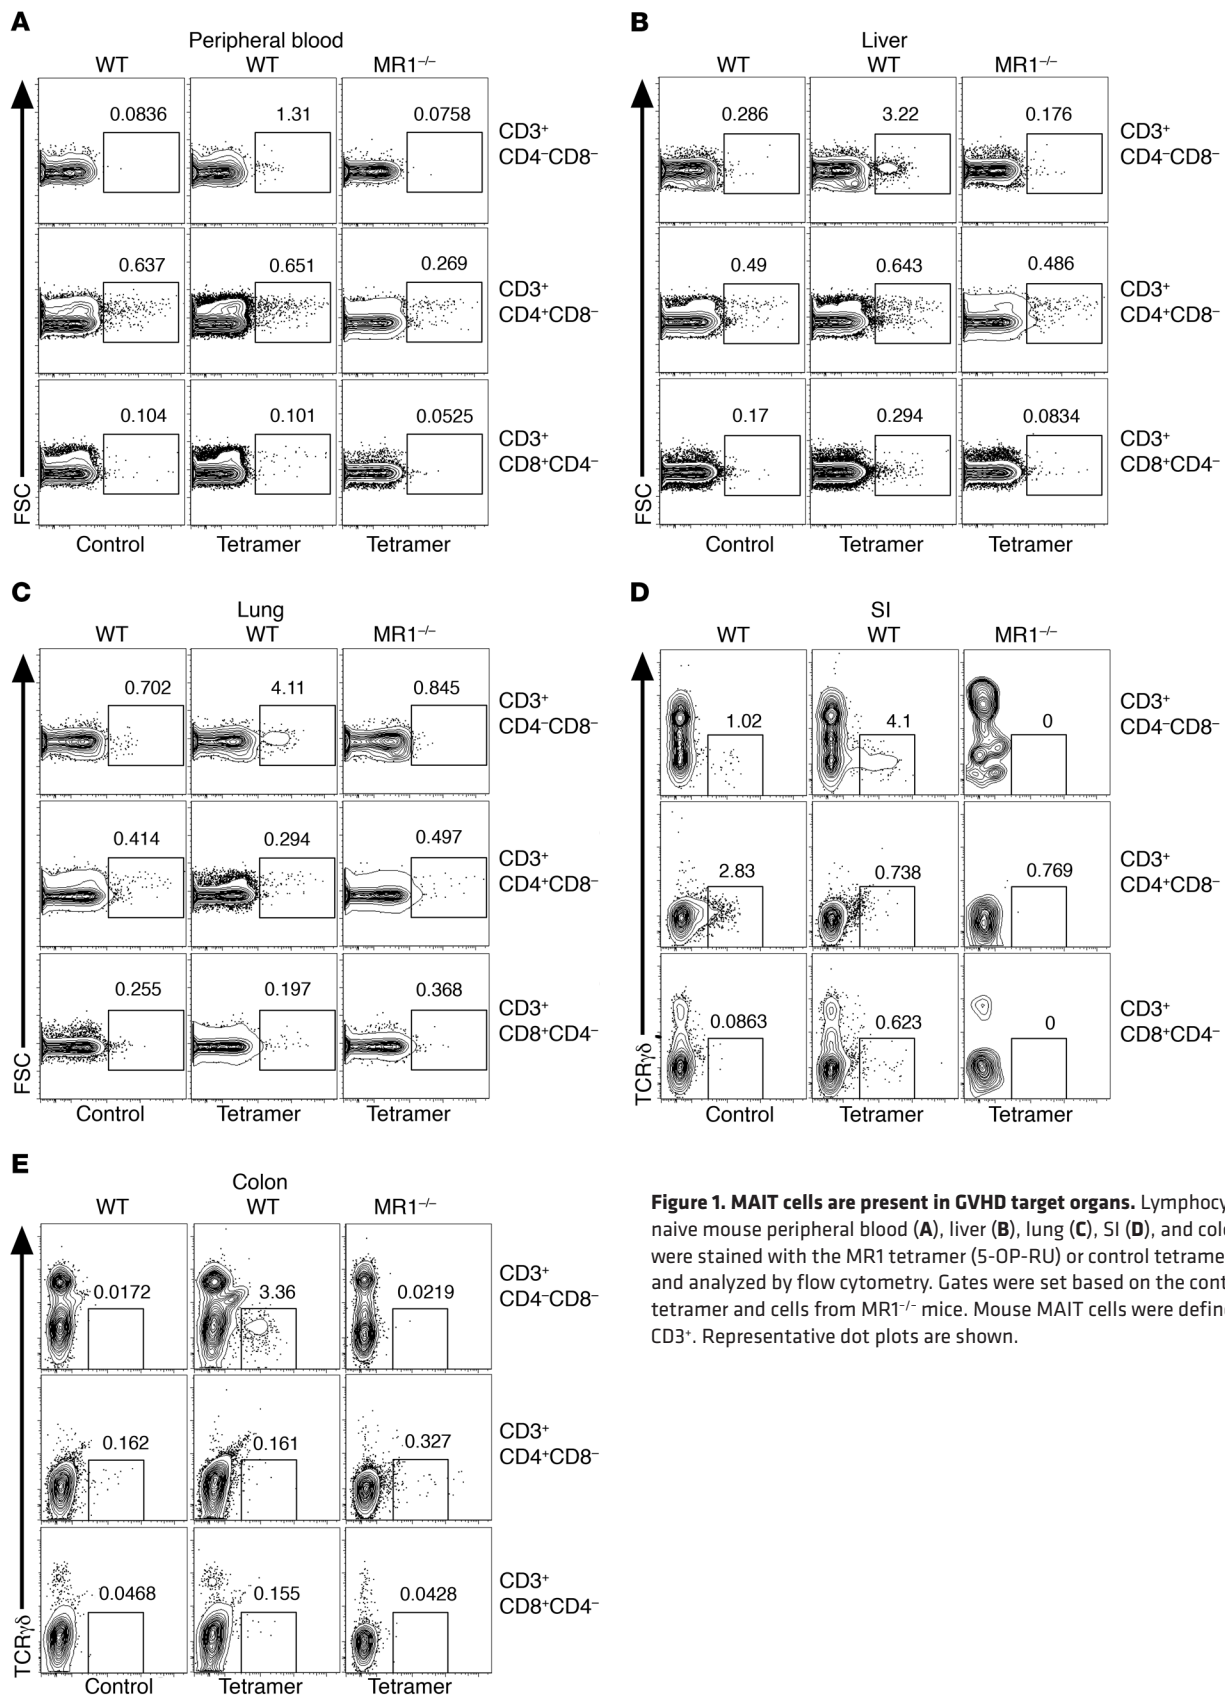 A
Peripheral blood
WT WT MR1⁻/⁻
0.0836 1.31 0.0758
CD3⁺
CD4⁻CD8⁻
0.637 0.651 0.269
CD3⁺
CD4⁺CD8⁻
0.104 0.101 0.0525
CD3⁺
CD8⁺CD4⁻
FSC
Control Tetramer Tetramer
B
Liver
WT WT MR1⁻/⁻
0.286 3.22 0.176
CD3⁺
CD4⁻CD8⁻
0.49 0.643 0.486
CD3⁺
CD4⁺CD8⁻
0.17 0.294 0.0834
CD3⁺
CD8⁺CD4⁻
FSC
Control Tetramer Tetramer
C
Lung
WT WT MR1⁻/⁻
0.702 4.11 0.845
CD3⁺
CD4⁻CD8⁻
0.414 0.294 0.497
CD3⁺
CD4⁺CD8⁻
0.255 0.197 0.368
CD3⁺
CD8⁺CD4⁻
FSC
Control Tetramer Tetramer
D
SI
WT WT MR1⁻/⁻
1.02 4.1 0
CD3⁺
CD4⁻CD8⁻
2.83 0.738 0.769
CD3⁺
CD4⁺CD8⁻
0.0863 0.623 0
CD3⁺
CD8⁺CD4⁻
TCRγδ
Control Tetramer Tetramer
E
Colon
WT WT MR1⁻/⁻
0.0172 3.36 0.0219
CD3⁺
CD4⁻CD8⁻
0.162 0.161 0.327
CD3⁺
CD4⁺CD8⁻
0.0468 0.155 0.0428
CD3⁺
CD8⁺CD4⁻
TCRγδ
Control Tetramer Tetramer
Figure 1. MAIT cells are present in GVHD target organs. Lymphocy
naive mouse peripheral blood (A), liver (B), lung (C), SI (D), and colo
were stained with the MR1 tetramer (5-OP-RU) or control tetrame
and analyzed by flow cytometry. Gates were set based on the cont
tetramer and cells from MR1⁻/⁻ mice. Mouse MAIT cells were define
CD3⁺. Representative dot plots are shown.